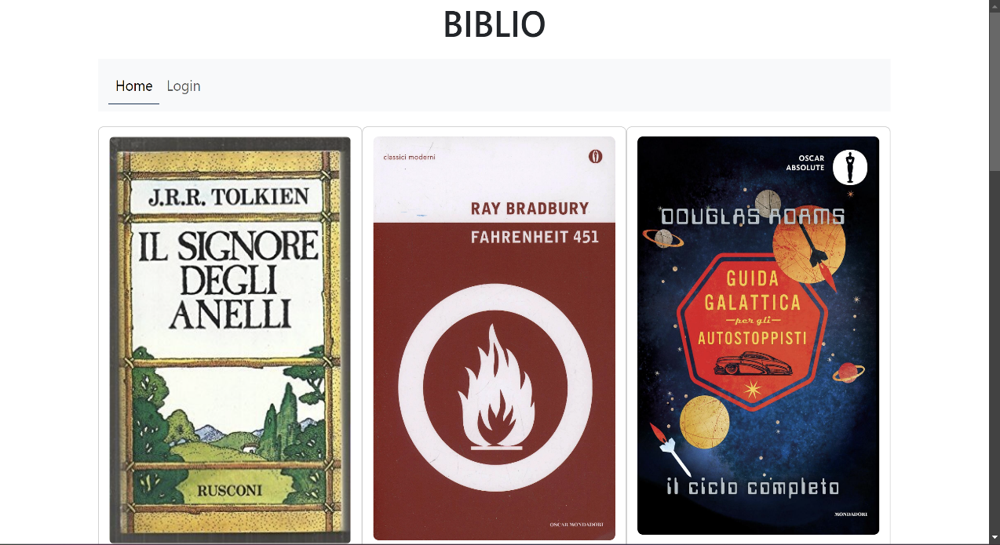 BIBLIO
Home Login
J.R.R. TOLKIEN
IL SIGNORE
DEGLI
ANELLI
RUSCONI
classici moderni
RAY BRADBURY
FAHRENHEIT 451
OSCAR MONDADORI
OSCAR
ABSOLUTE
DOUGLAS ADAMS
GUIDA
GALATTICA
per gli
AUTOSTOPPISTI
il ciclo completo
MONDADORI